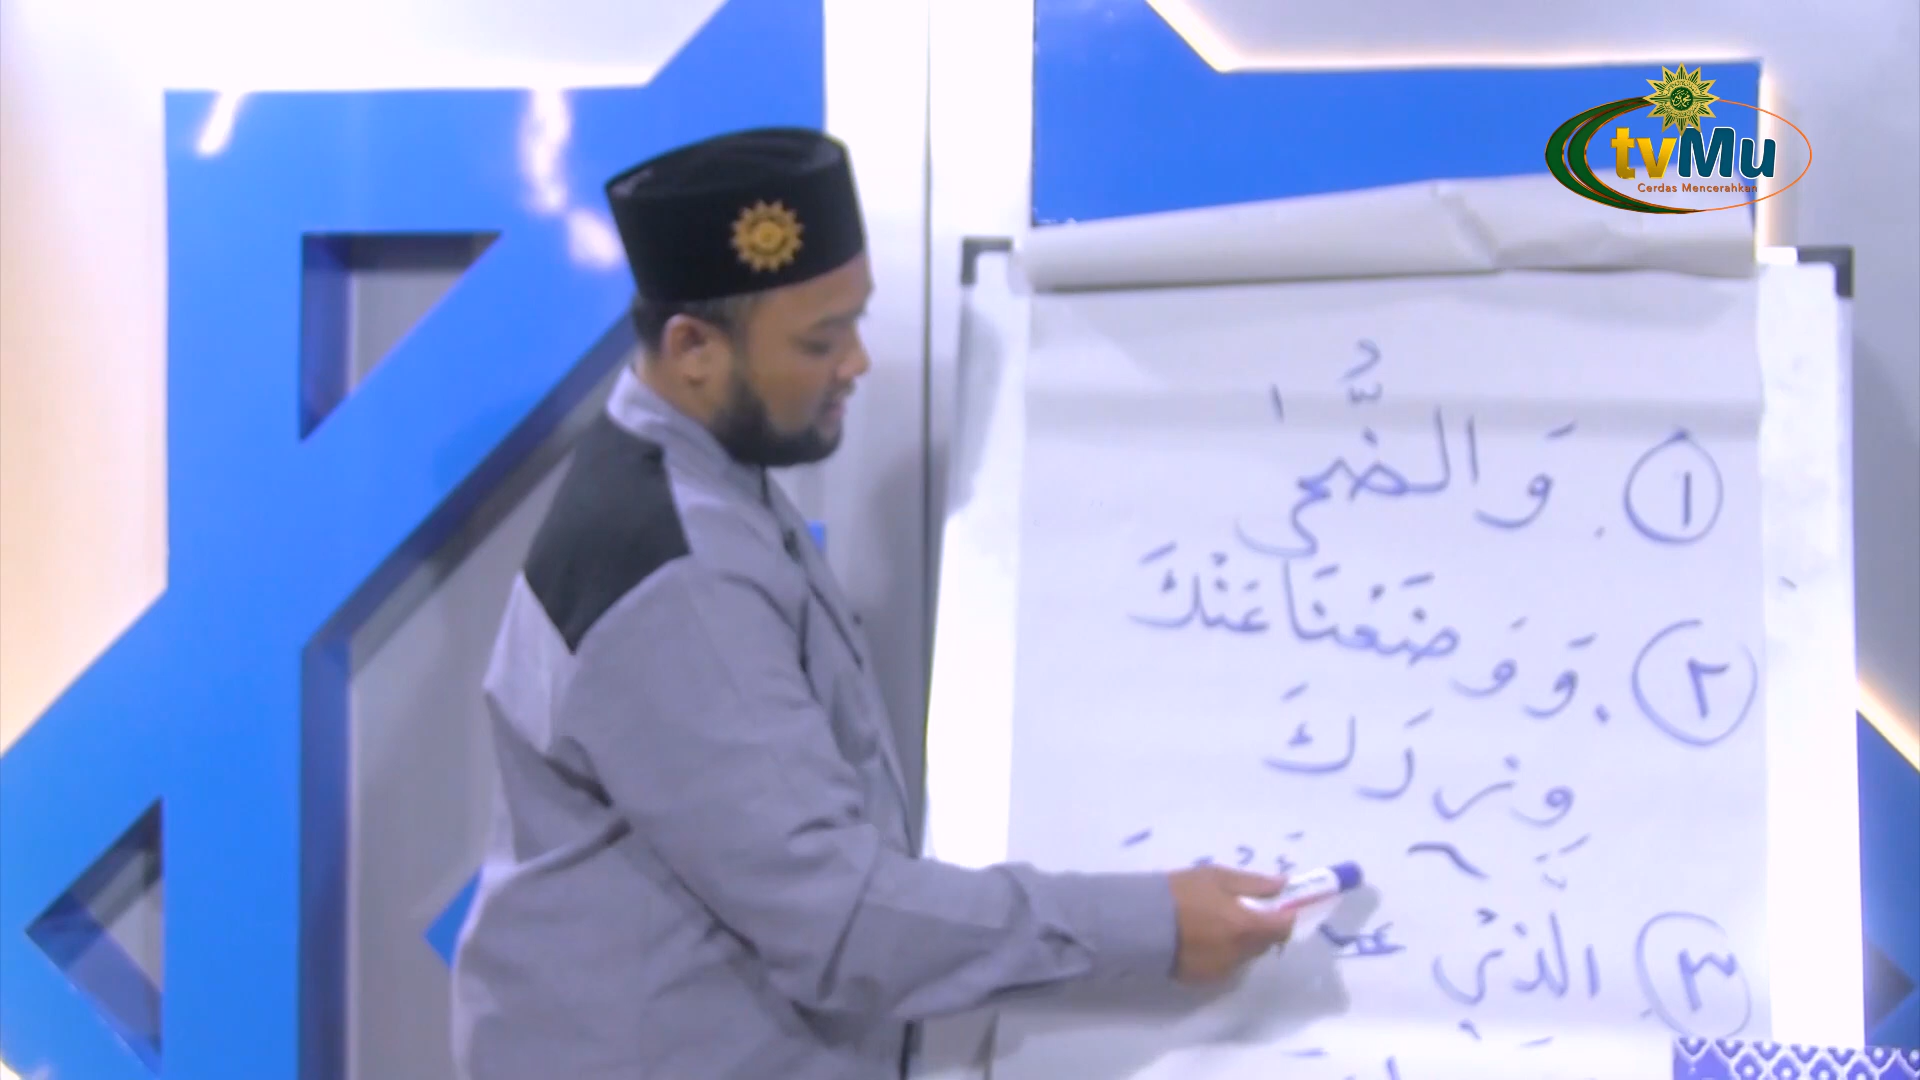 tvMu
Cerdas Mencerahkan
١. وَالضُّحٰى
٢. وَوَضَعْنَا عَنْكَ
وِزْرَكَ
٣. الَّذِيْٓ